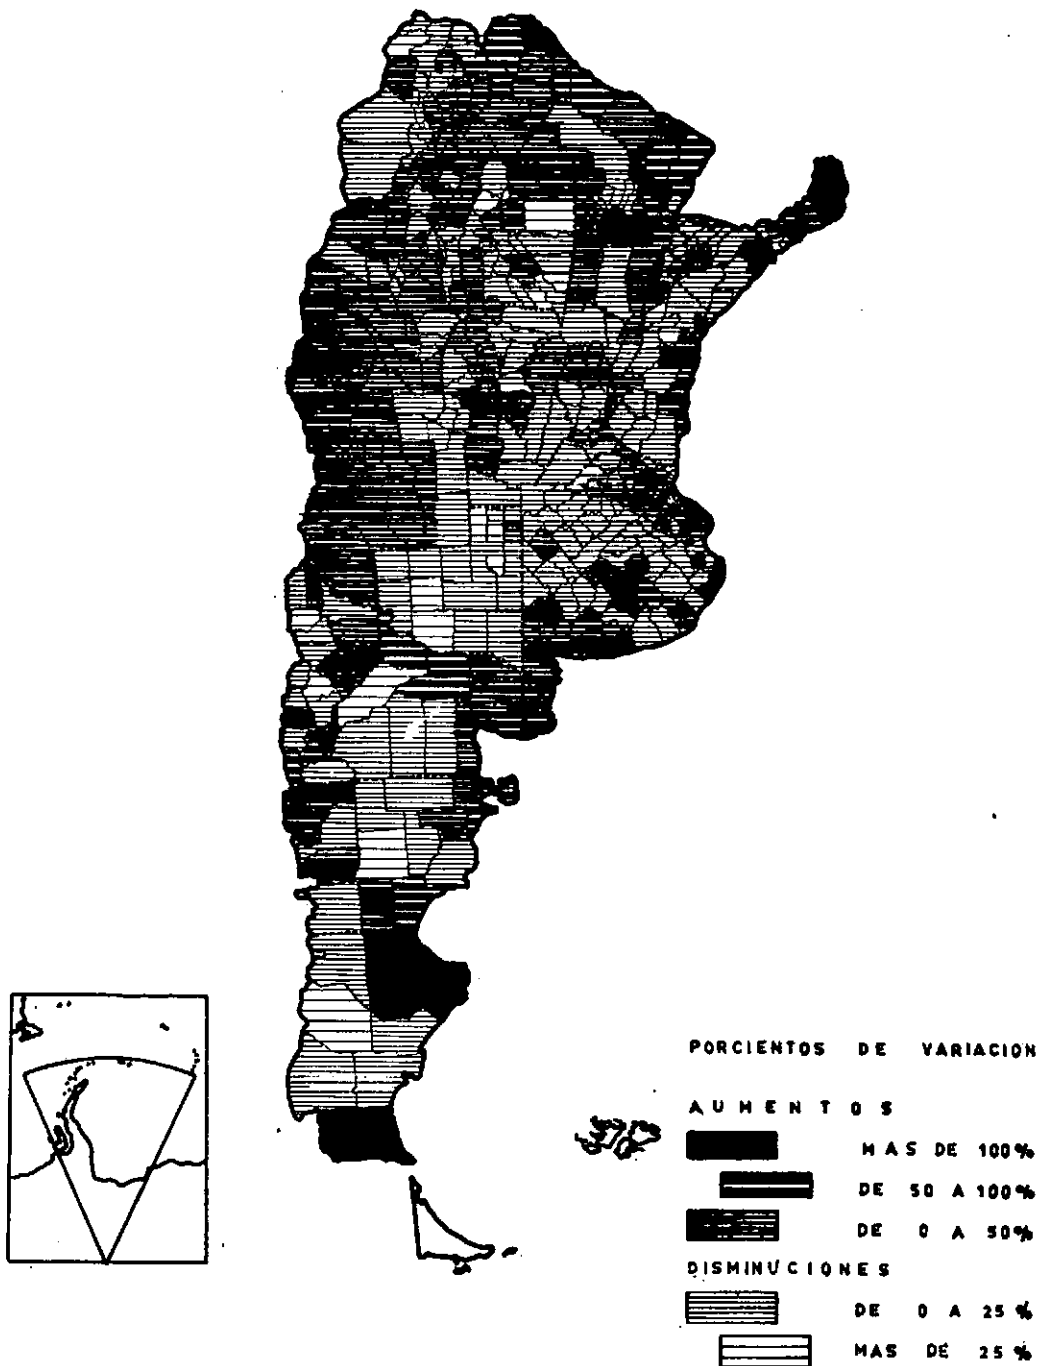 PORCIENTOS DE VARIACION
AUMENTOS
MAS DE 100%
DE 50 A 100%
DE 0 A 50%
DISMINUCIONES
DE 0 A 25%
MAS DE 25%